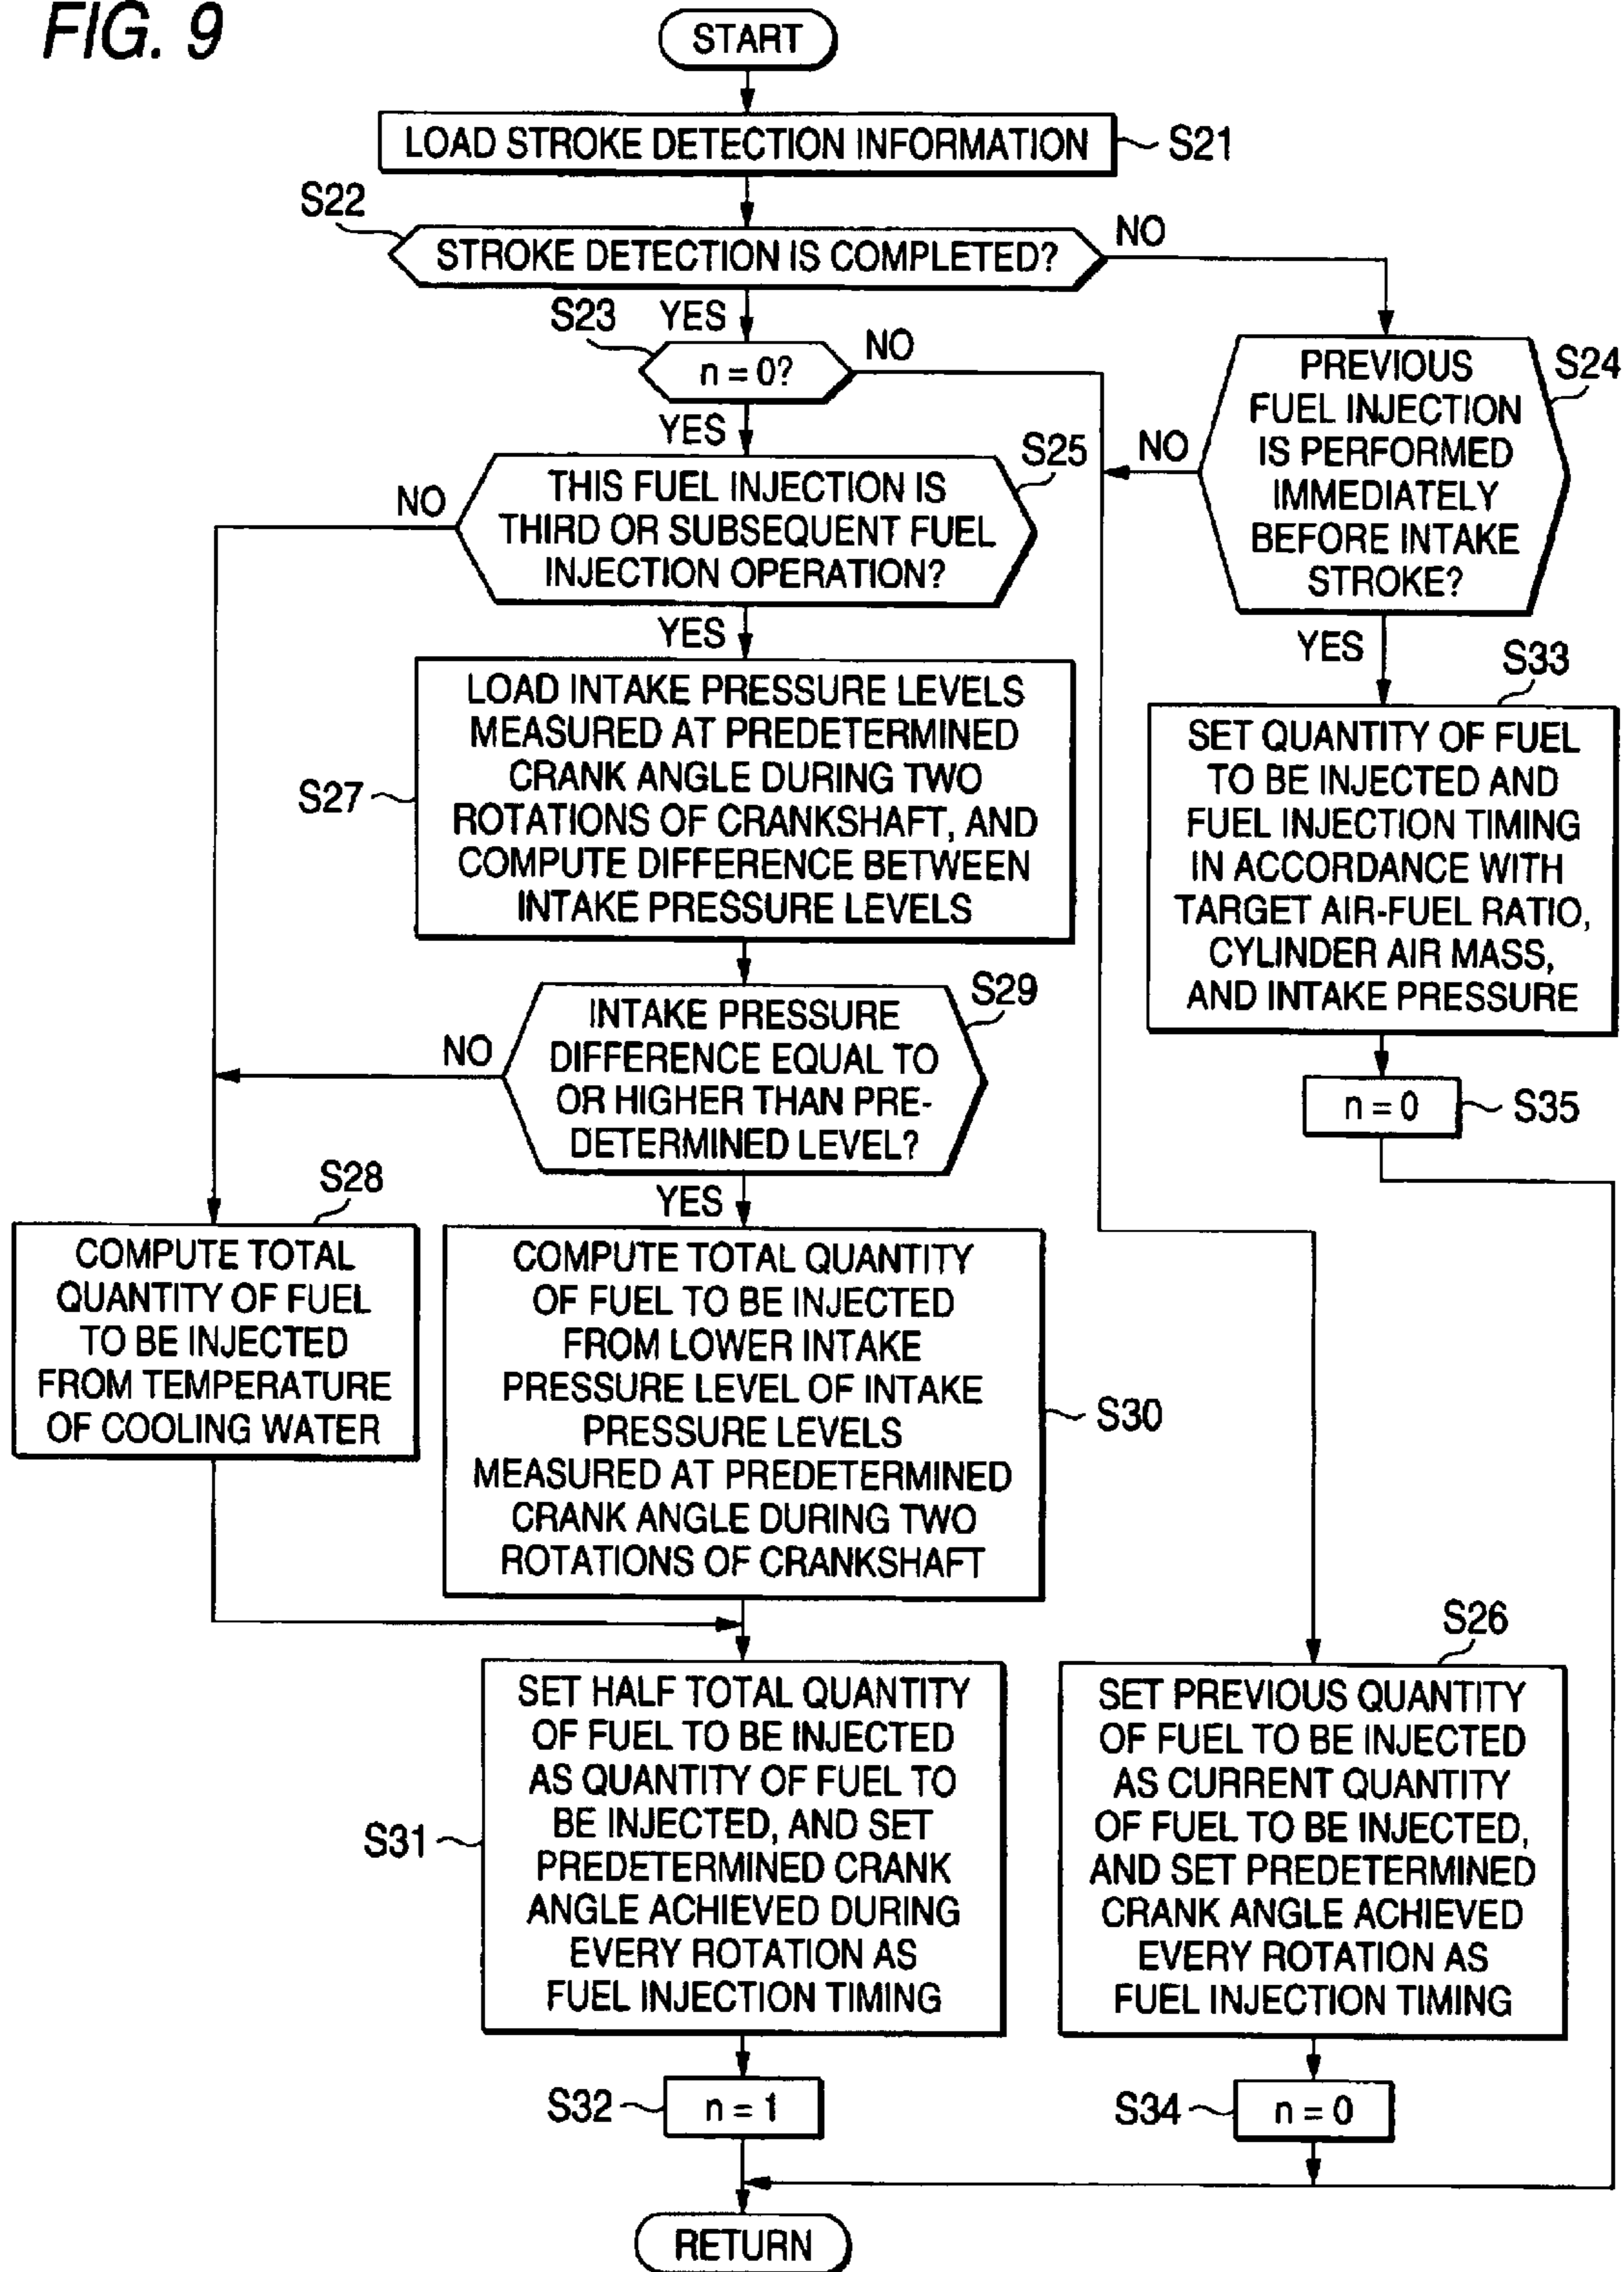 FIG. 9
START
LOAD STROKE DETECTION INFORMATION
S21
S22
STROKE DETECTION IS COMPLETED?
NO
YES
S23
n = 0?
NO
YES
PREVIOUS
FUEL INJECTION
IS PERFORMED
IMMEDIATELY
BEFORE INTAKE
STROKE?
S24
NO
YES
S25
THIS FUEL INJECTION IS
THIRD OR SUBSEQUENT FUEL
INJECTION OPERATION?
NO
YES
S27
LOAD INTAKE PRESSURE LEVELS
MEASURED AT PREDETERMINED
CRANK ANGLE DURING TWO
ROTATIONS OF CRANKSHAFT, AND
COMPUTE DIFFERENCE BETWEEN
INTAKE PRESSURE LEVELS
S33
SET QUANTITY OF FUEL
TO BE INJECTED AND
FUEL INJECTION TIMING
IN ACCORDANCE WITH
TARGET AIR-FUEL RATIO,
CYLINDER AIR MASS,
AND INTAKE PRESSURE
S29
INTAKE PRESSURE
DIFFERENCE EQUAL TO
OR HIGHER THAN PRE-
DETERMINED LEVEL?
NO
YES
n = 0
S35
S28
COMPUTE TOTAL
QUANTITY OF FUEL
TO BE INJECTED
FROM TEMPERATURE
OF COOLING WATER
COMPUTE TOTAL QUANTITY
OF FUEL TO BE INJECTED
FROM LOWER INTAKE
PRESSURE LEVEL OF INTAKE
PRESSURE LEVELS
MEASURED AT PREDETERMINED
CRANK ANGLE DURING TWO
ROTATIONS OF CRANKSHAFT
S30
S31
SET HALF TOTAL QUANTITY
OF FUEL TO BE INJECTED
AS QUANTITY OF FUEL TO
BE INJECTED, AND SET
PREDETERMINED CRANK
ANGLE ACHIEVED DURING
EVERY ROTATION AS
FUEL INJECTION TIMING
S26
SET PREVIOUS QUANTITY
OF FUEL TO BE INJECTED
AS CURRENT QUANTITY
OF FUEL TO BE INJECTED,
AND SET PREDETERMINED
CRANK ANGLE ACHIEVED
EVERY ROTATION AS
FUEL INJECTION TIMING
S32
n = 1
S34
n = 0
RETURN